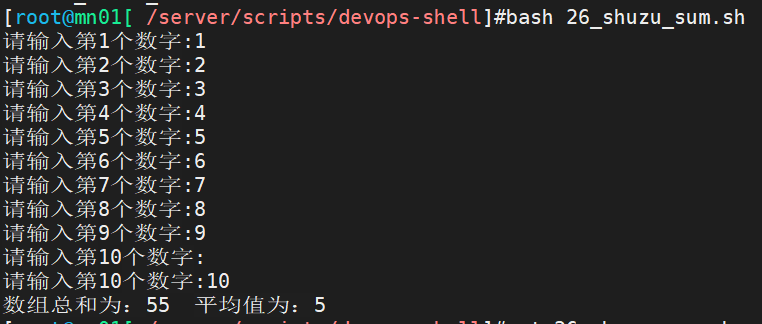 [root@mn01[ /server/scripts/devops-shell]#bash 26_shuzu_sum.sh
请输入第1个数字:1
请输入第2个数字:2
请输入第3个数字:3
请输入第4个数字:4
请输入第5个数字:5
请输入第6个数字:6
请输入第7个数字:7
请输入第8个数字:8
请输入第9个数字:9
请输入第10个数字:
请输入第10个数字:10
数组总和为：55 平均值为：5